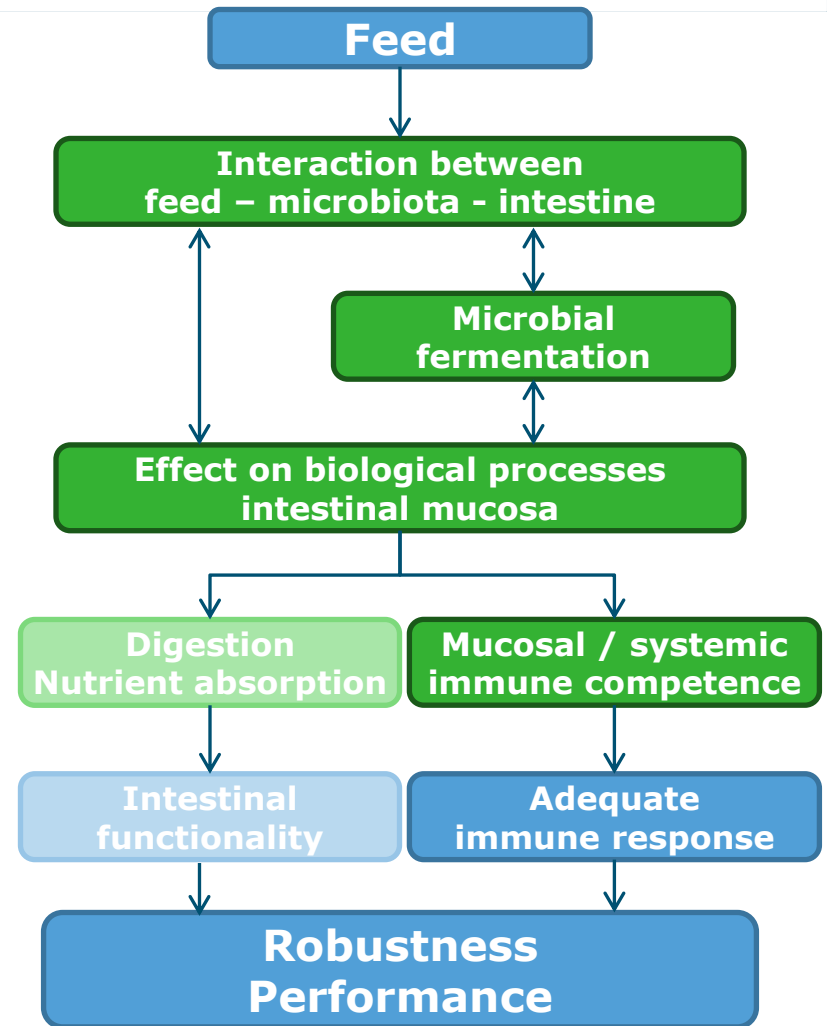 Feed
Interaction between
feed – microbiota - intestine
Microbial
fermentation
Effect on biological processes
intestinal mucosa
Digestion
Nutrient absorption
Mucosal / systemic
immune competence
Intestinal
functionality
Adequate
immune response
Robustness
Performance